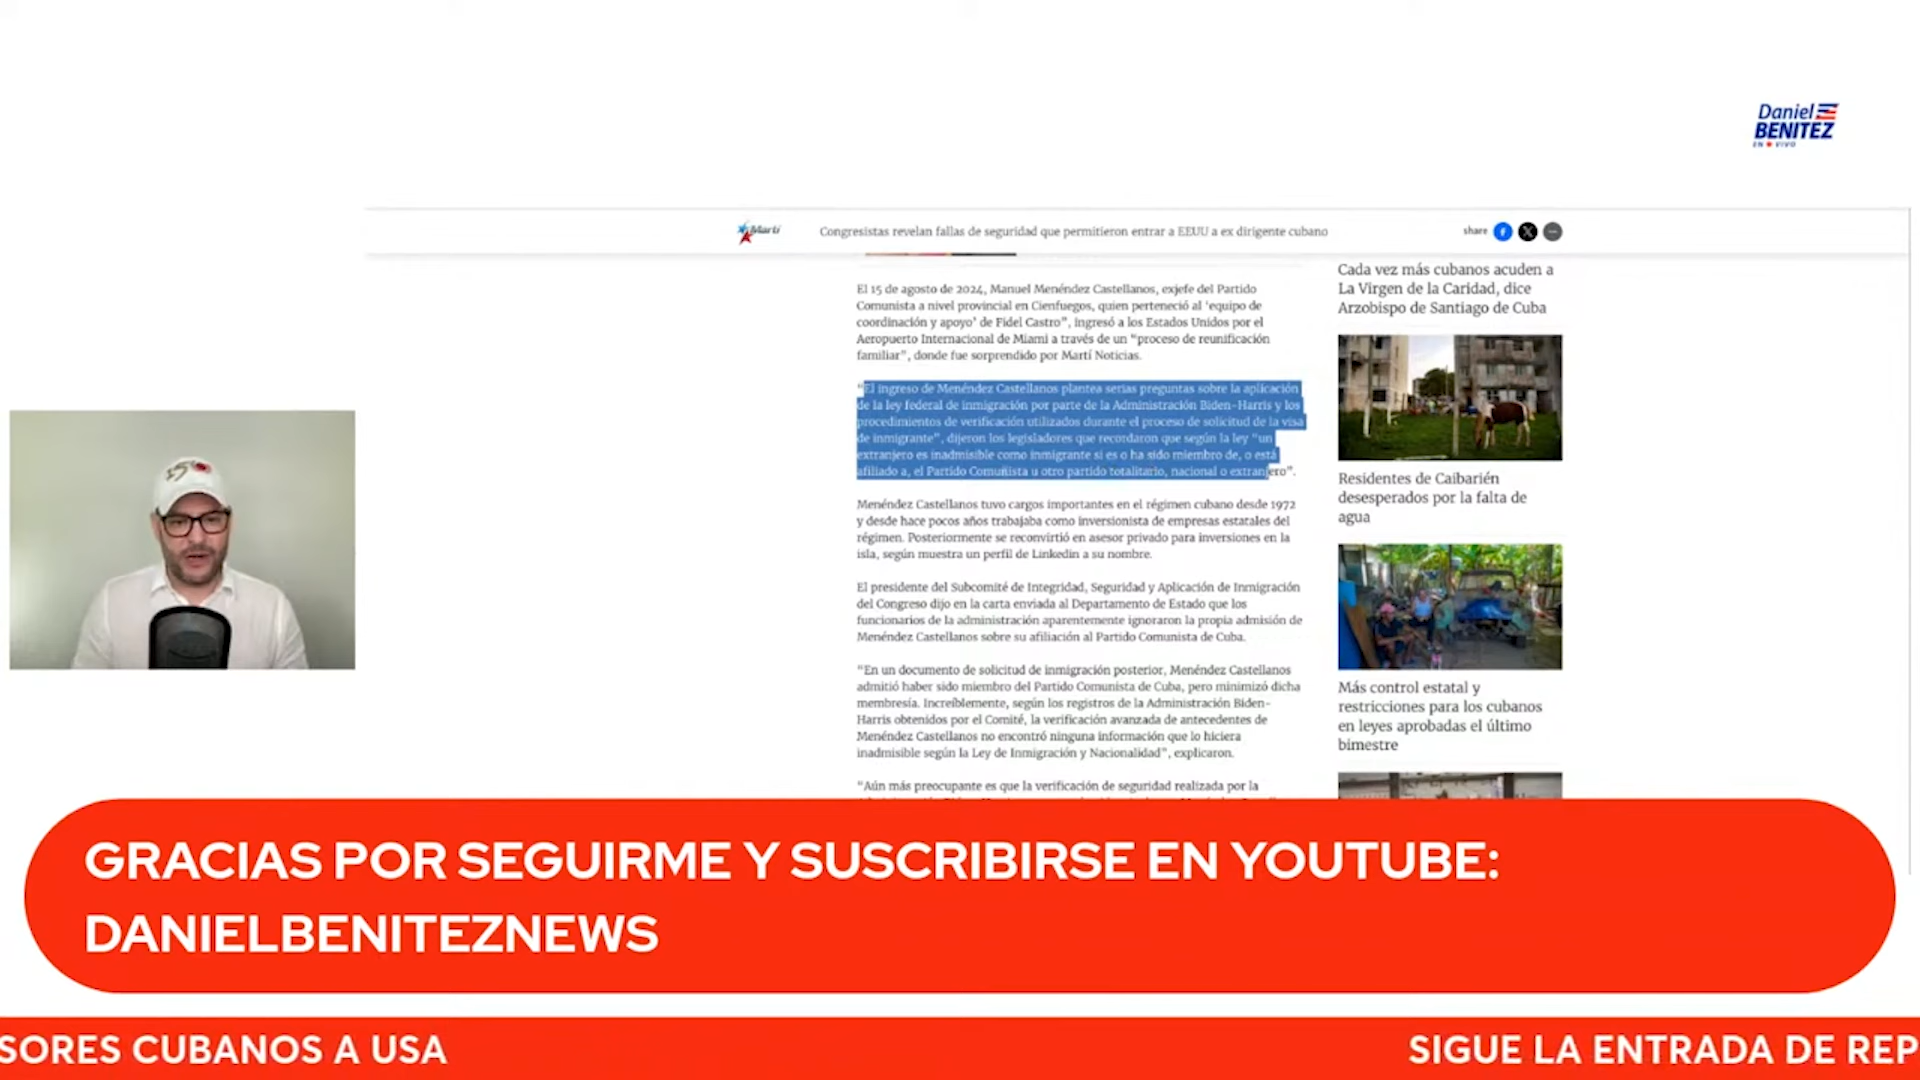 Daniel
BENITEZ
EN VIVO
Martí
Congresistas revelan fallas de seguridad que permitieron entrar a EEUU a ex dirigente cubano
share
El 15 de agosto de 2024, Manuel Menéndez Castellanos, exjefe del Partido
Comunista a nivel provincial en Cienfuegos, quien perteneció al ‘equipo de
coordinación y apoyo’ de Fidel Castro”, ingresó a los Estados Unidos por el
Aeropuerto Internacional de Miami a través de un “proceso de reunificación
familiar”, donde fue sorprendido por Martí Noticias.
“El ingreso de Menéndez Castellanos plantea serias preguntas sobre la aplicación
de la ley federal de inmigración por parte de la Administración Biden-Harris y los
procedimientos de verificación utilizados durante el proceso de solicitud de la visa
de inmigrante”, dijeron los legisladores que recordaron que según la ley “un
extranjero es inadmisible como inmigrante si es o ha sido miembro de, o está
afiliado a, el Partido Comunista u otro partido totalitario, nacional o extranjero”.
Menéndez Castellanos tuvo cargos importantes en el régimen cubano desde 1972
y desde hace pocos años trabajaba como inversionista de empresas estatales del
régimen. Posteriormente se reconvirtió en asesor privado para inversiones en la
isla, según muestra un perfil de Linkedin a su nombre.
El presidente del Subcomité de Integridad, Seguridad y Aplicación de Inmigración
del Congreso dijo en la carta enviada al Departamento de Estado que los
funcionarios de la administración aparentemente ignoraron la propia admisión de
Menéndez Castellanos sobre su afiliación al Partido Comunista de Cuba.
“En un documento de solicitud de inmigración posterior, Menéndez Castellanos
admitió haber sido miembro del Partido Comunista de Cuba, pero minimizó dicha
membresía. Increíblemente, según los registros de la Administración Biden-
Harris obtenidos por el Comité, la verificación avanzada de antecedentes de
Menéndez Castellanos no encontró ninguna información que lo hiciera
inadmisible según la Ley de Inmigración y Nacionalidad”, explicaron.
“Aún más preocupante es que la verificación de seguridad realizada por la
Cada vez más cubanos acuden a
La Virgen de la Caridad, dice
Arzobispo de Santiago de Cuba
Residentes de Caibarién
desesperados por la falta de
agua
Más control estatal y
restricciones para los cubanos
en leyes aprobadas el último
bimestre
GRACIAS POR SEGUIRME Y SUSCRIBIRSE EN YOUTUBE:
DANIELBENITEZNEWS
SORES CUBANOS A USA
SIGUE LA ENTRADA DE REP